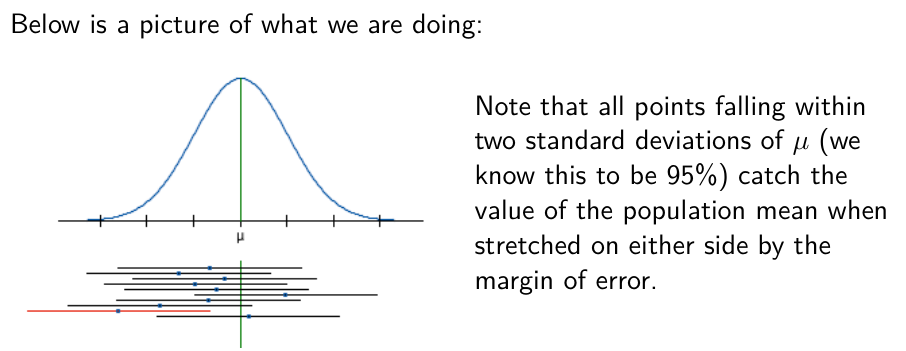 Below is a picture of what we are doing:
μ
Note that all points falling within
two standard deviations of μ (we
know this to be 95%) catch the
value of the population mean when
stretched on either side by the
margin of error.